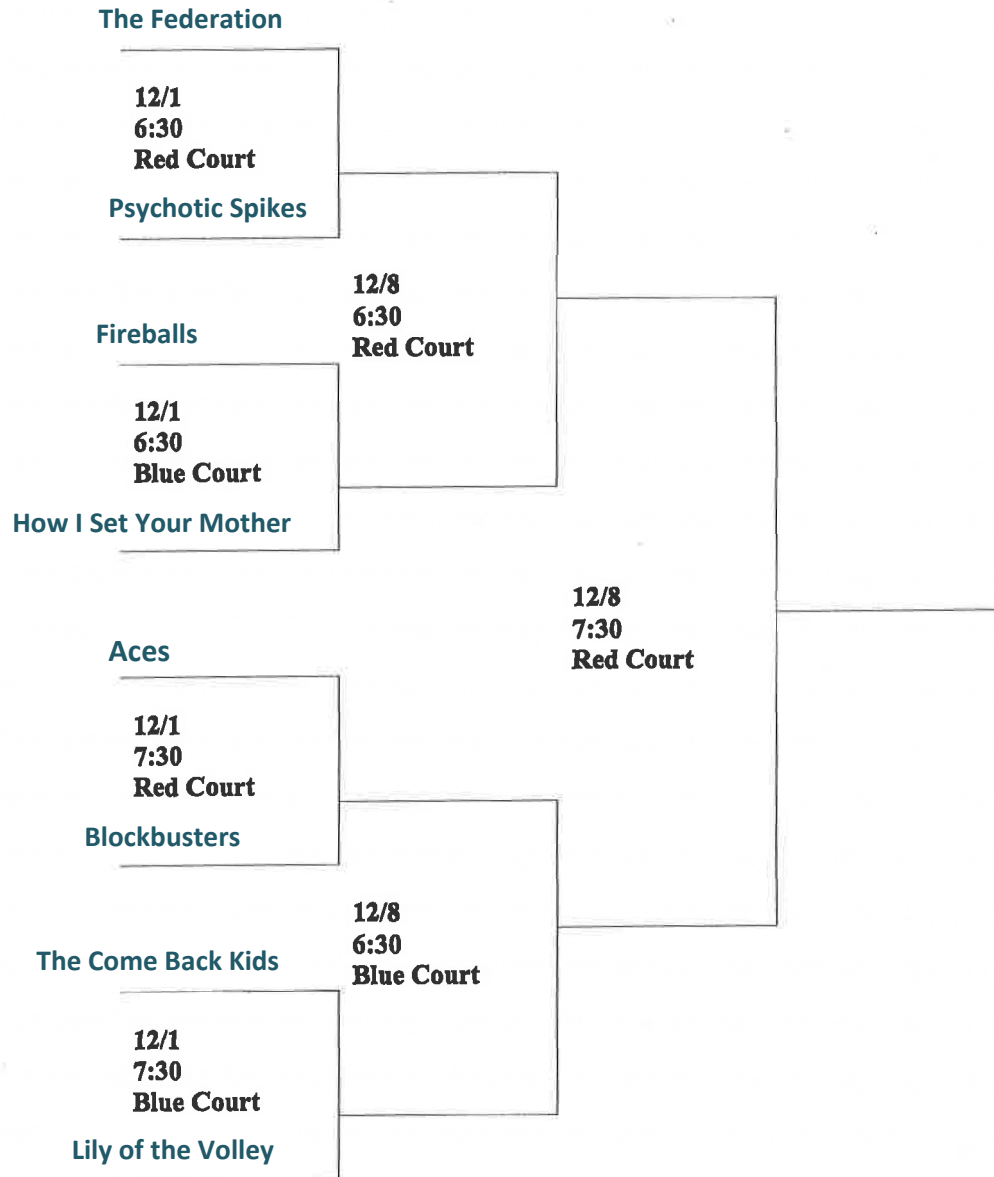 The Federation
12/1
6:30
Red Court
Psychotic Spikes
12/8
6:30
Red Court
Fireballs
12/1
6:30
Blue Court
How I Set Your Mother
12/8
7:30
Red Court
Aces
12/1
7:30
Red Court
Blockbusters
12/8
6:30
Blue Court
The Come Back Kids
12/1
7:30
Blue Court
Lily of the Volley